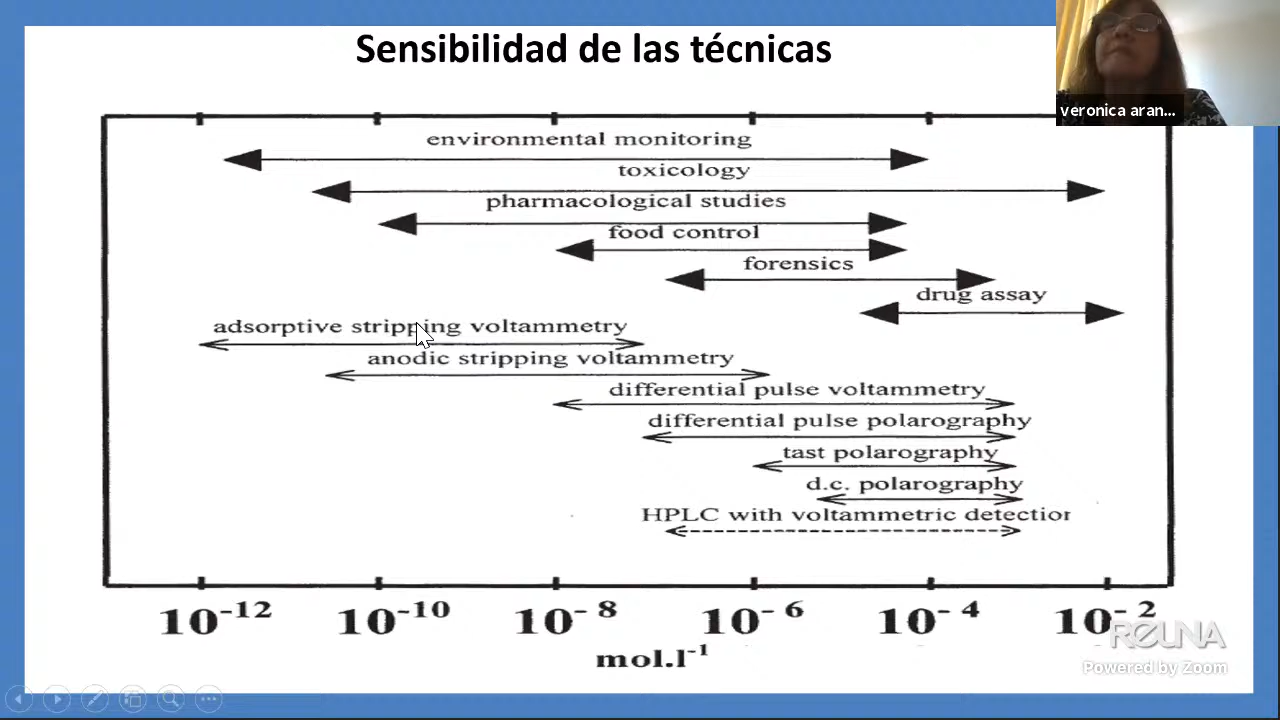 Sensibilidad de las técnicas
veronica aran...
environmental monitoring
toxicology
pharmacological studies
food control
forensics
drug assay
adsorptive stripping voltammetry
anodic stripping voltammetry
differential pulse voltammetry
differential pulse polarography
tast polarography
d.c. polarography
HPLC with voltammetric detection
10⁻¹² 10⁻¹⁰ 10⁻⁸ 10⁻⁶ 10⁻⁴ 10⁻²
mol.l⁻¹
REUNA
Powered by Zoom